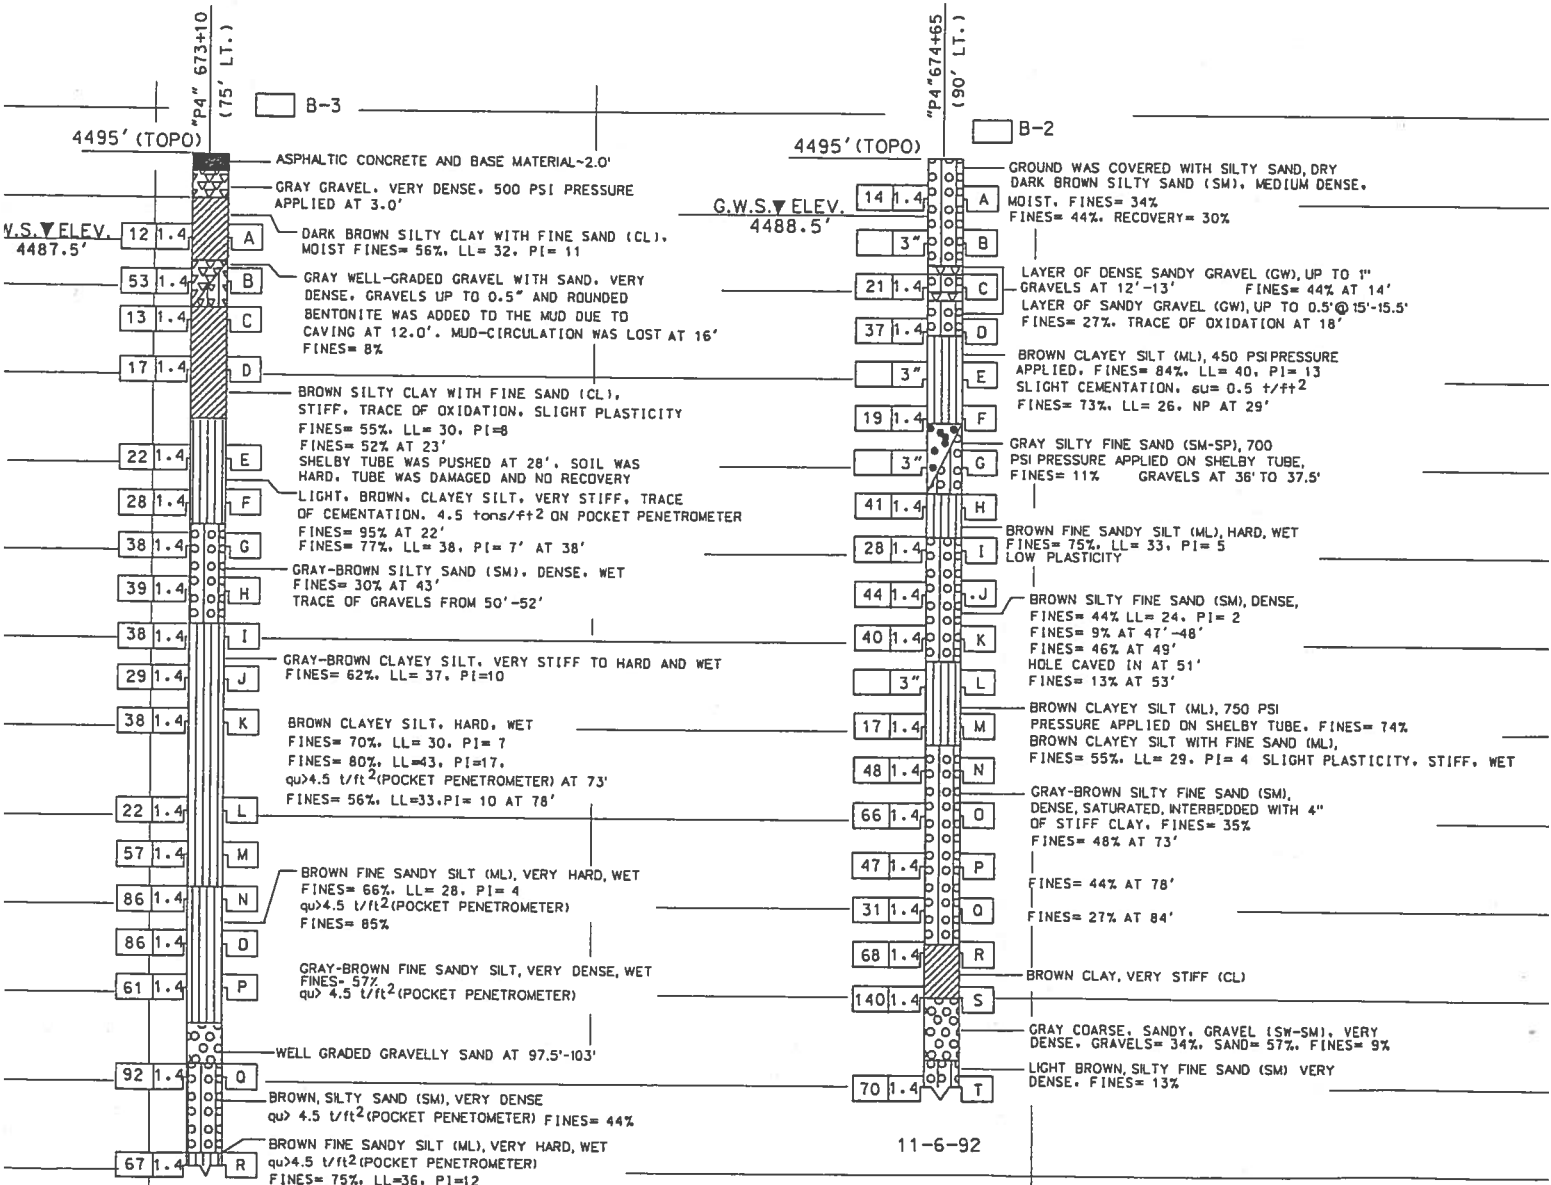 "P4" 673+10
(75' LT.)
B-3
4495' (TOPO)
ASPHALTIC CONCRETE AND BASE MATERIAL~2.0'
GRAY GRAVEL, VERY DENSE, 500 PSI PRESSURE
APPLIED AT 3.0'
W.S.▼ ELEV.
4487.5'
12 1.4 A
DARK BROWN SILTY CLAY WITH FINE SAND (CL),
MOIST FINES= 56%, LL= 32, PI= 11
53 1.4 B
GRAY WELL-GRADED GRAVEL WITH SAND, VERY
DENSE, GRAVELS UP TO 0.5" AND ROUNDED
BENTONITE WAS ADDED TO THE MUD DUE TO
CAVING AT 12.0'. MUD-CIRCULATION WAS LOST AT 16'
FINES= 8%
13 1.4 C
17 1.4 D
BROWN SILTY CLAY WITH FINE SAND (CL),
STIFF, TRACE OF OXIDATION, SLIGHT PLASTICITY
FINES= 55%, LL= 30, PI=8
FINES= 52% AT 23'
SHELBY TUBE WAS PUSHED AT 28', SOIL WAS
HARD, TUBE WAS DAMAGED AND NO RECOVERY
22 1.4 E
LIGHT, BROWN, CLAYEY SILT, VERY STIFF, TRACE
OF CEMENTATION, 4.5 tons/ft2 ON POCKET PENETROMETER
FINES= 95% AT 22'
FINES= 77%, LL= 38, PI= 7' AT 38'
28 1.4 F
38 1.4 G
GRAY-BROWN SILTY SAND (SM), DENSE, WET
FINES= 30% AT 43'
TRACE OF GRAVELS FROM 50'-52'
39 1.4 H
38 1.4 I
GRAY-BROWN CLAYEY SILT, VERY STIFF TO HARD AND WET
FINES= 62%, LL= 37, PI=10
29 1.4 J
38 1.4 K
BROWN CLAYEY SILT, HARD, WET
FINES= 70%, LL= 30, PI= 7
FINES= 80%, LL=43, PI=17,
qu>4.5 t/ft2(POCKET PENETROMETER) AT 73'
FINES= 56%, LL=33,PI= 10 AT 78'
22 1.4 L
57 1.4 M
BROWN FINE SANDY SILT (ML), VERY HARD, WET
FINES= 66%, LL= 28, PI= 4
qu>4.5 t/ft2(POCKET PENETROMETER)
FINES= 85%
86 1.4 N
86 1.4 O
GRAY-BROWN FINE SANDY SILT, VERY DENSE, WET
FINES- 57%
qu> 4.5 t/ft2(POCKET PENETROMETER)
61 1.4 P
WELL GRADED GRAVELLY SAND AT 97.5'-103'
92 1.4 Q
BROWN, SILTY SAND (SM), VERY DENSE
qu> 4.5 t/ft2(POCKET PENETOMETER) FINES= 44%
BROWN FINE SANDY SILT (ML), VERY HARD, WET
qu>4.5 t/ft2(POCKET PENETROMETER)
FINES= 75%, LL=36, PI=12
67 1.4 R
"P4"674+65
(90' LT.)
B-2
4495' (TOPO)
GROUND WAS COVERED WITH SILTY SAND, DRY
DARK BROWN SILTY SAND (SM), MEDIUM DENSE,
MOIST, FINES= 34%
FINES= 44%, RECOVERY= 30%
14 1.4 A
G.W.S.▼ ELEV.
4488.5'
3" B
LAYER OF DENSE SANDY GRAVEL (GW), UP TO 1"
GRAVELS AT 12'-13' FINES= 44% AT 14'
21 1.4 C
LAYER OF SANDY GRAVEL (GW), UP TO 0.5'@ 15'-15.5'
FINES= 27%, TRACE OF OXIDATION AT 18'
37 1.4 D
BROWN CLAYEY SILT (ML), 450 PSI PRESSURE
APPLIED, FINES= 84%, LL= 40, PI= 13
SLIGHT CEMENTATION, su= 0.5 t/ft2
FINES= 73%, LL= 26, NP AT 29'
3" E
19 1.4 F
GRAY SILTY FINE SAND (SM-SP), 700
PSI PRESSURE APPLIED ON SHELBY TUBE,
FINES= 11% GRAVELS AT 36' TO 37.5'
3" G
41 1.4 H
BROWN FINE SANDY SILT (ML), HARD, WET
FINES= 75%, LL= 33, PI= 5
LOW PLASTICITY
28 1.4 I
44 1.4 .J
BROWN SILTY FINE SAND (SM), DENSE,
FINES= 44% LL= 24, PI= 2
FINES= 9% AT 47'-48'
FINES= 46% AT 49'
HOLE CAVED IN AT 51'
FINES= 13% AT 53'
40 1.4 K
3" L
BROWN CLAYEY SILT (ML), 750 PSI
PRESSURE APPLIED ON SHELBY TUBE, FINES= 74%
BROWN CLAYEY SILT WITH FINE SAND (ML),
FINES= 55%, LL= 29, PI= 4 SLIGHT PLASTICITY, STIFF, WET
17 1.4 M
48 1.4 N
GRAY-BROWN SILTY FINE SAND (SM),
DENSE, SATURATED, INTERBEDDED WITH 4"
OF STIFF CLAY, FINES= 35%
FINES= 48% AT 73'
66 1.4 O
47 1.4 P
FINES= 44% AT 78'
31 1.4 Q
FINES= 27% AT 84'
68 1.4 R
BROWN CLAY, VERY STIFF (CL)
140 1.4 S
GRAY COARSE, SANDY, GRAVEL (SW-SM), VERY
DENSE, GRAVELS= 34%, SAND= 57%, FINES= 9%
LIGHT BROWN, SILTY FINE SAND (SM) VERY
DENSE, FINES= 13%
70 1.4 T
11-6-92